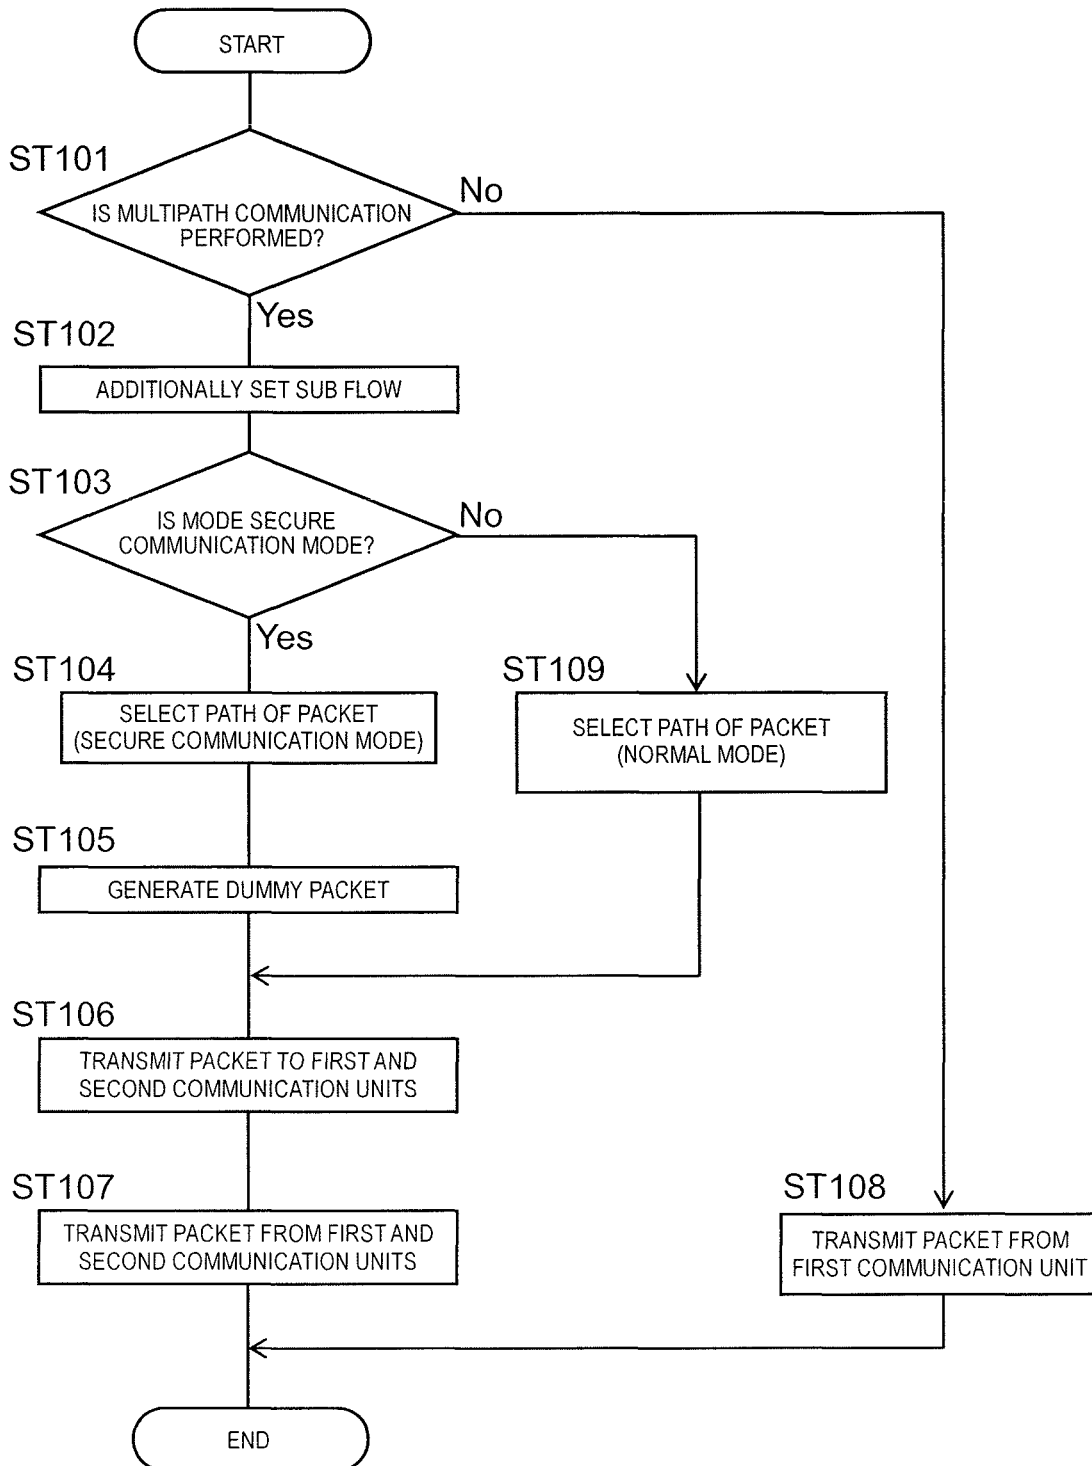 START
ST101
IS MULTIPATH COMMUNICATION
PERFORMED?
No
Yes
ST102
ADDITIONALLY SET SUB FLOW
ST103
IS MODE SECURE
COMMUNICATION MODE?
No
Yes
ST104
SELECT PATH OF PACKET
(SECURE COMMUNICATION MODE)
ST109
SELECT PATH OF PACKET
(NORMAL MODE)
ST105
GENERATE DUMMY PACKET
ST106
TRANSMIT PACKET TO FIRST AND
SECOND COMMUNICATION UNITS
ST107
TRANSMIT PACKET FROM FIRST AND
SECOND COMMUNICATION UNITS
ST108
TRANSMIT PACKET FROM
FIRST COMMUNICATION UNIT
END